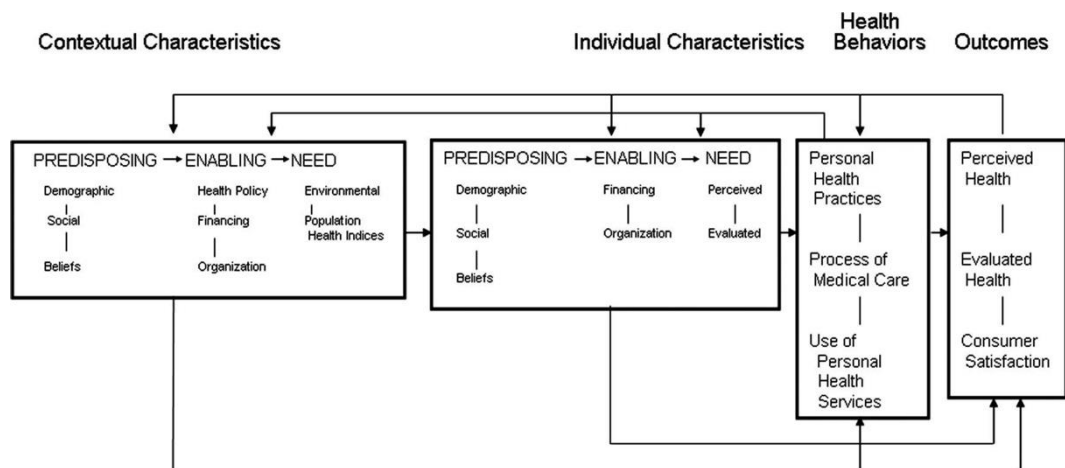 Contextual Characteristics
Individual Characteristics
Health
Behaviors
Outcomes
PREDISPOSING
ENABLING
NEED
Demographic
Social
Beliefs
Health Policy
Financing
Organization
Environmental
Population
Health Indices
PREDISPOSING
ENABLING
NEED
Demographic
Social
Beliefs
Financing
Organization
Perceived
Evaluated
Personal
Health
Practices
Process of
Medical Care
Use of
Personal
Health
Services
Perceived
Health
Evaluated
Health
Consumer
Satisfaction